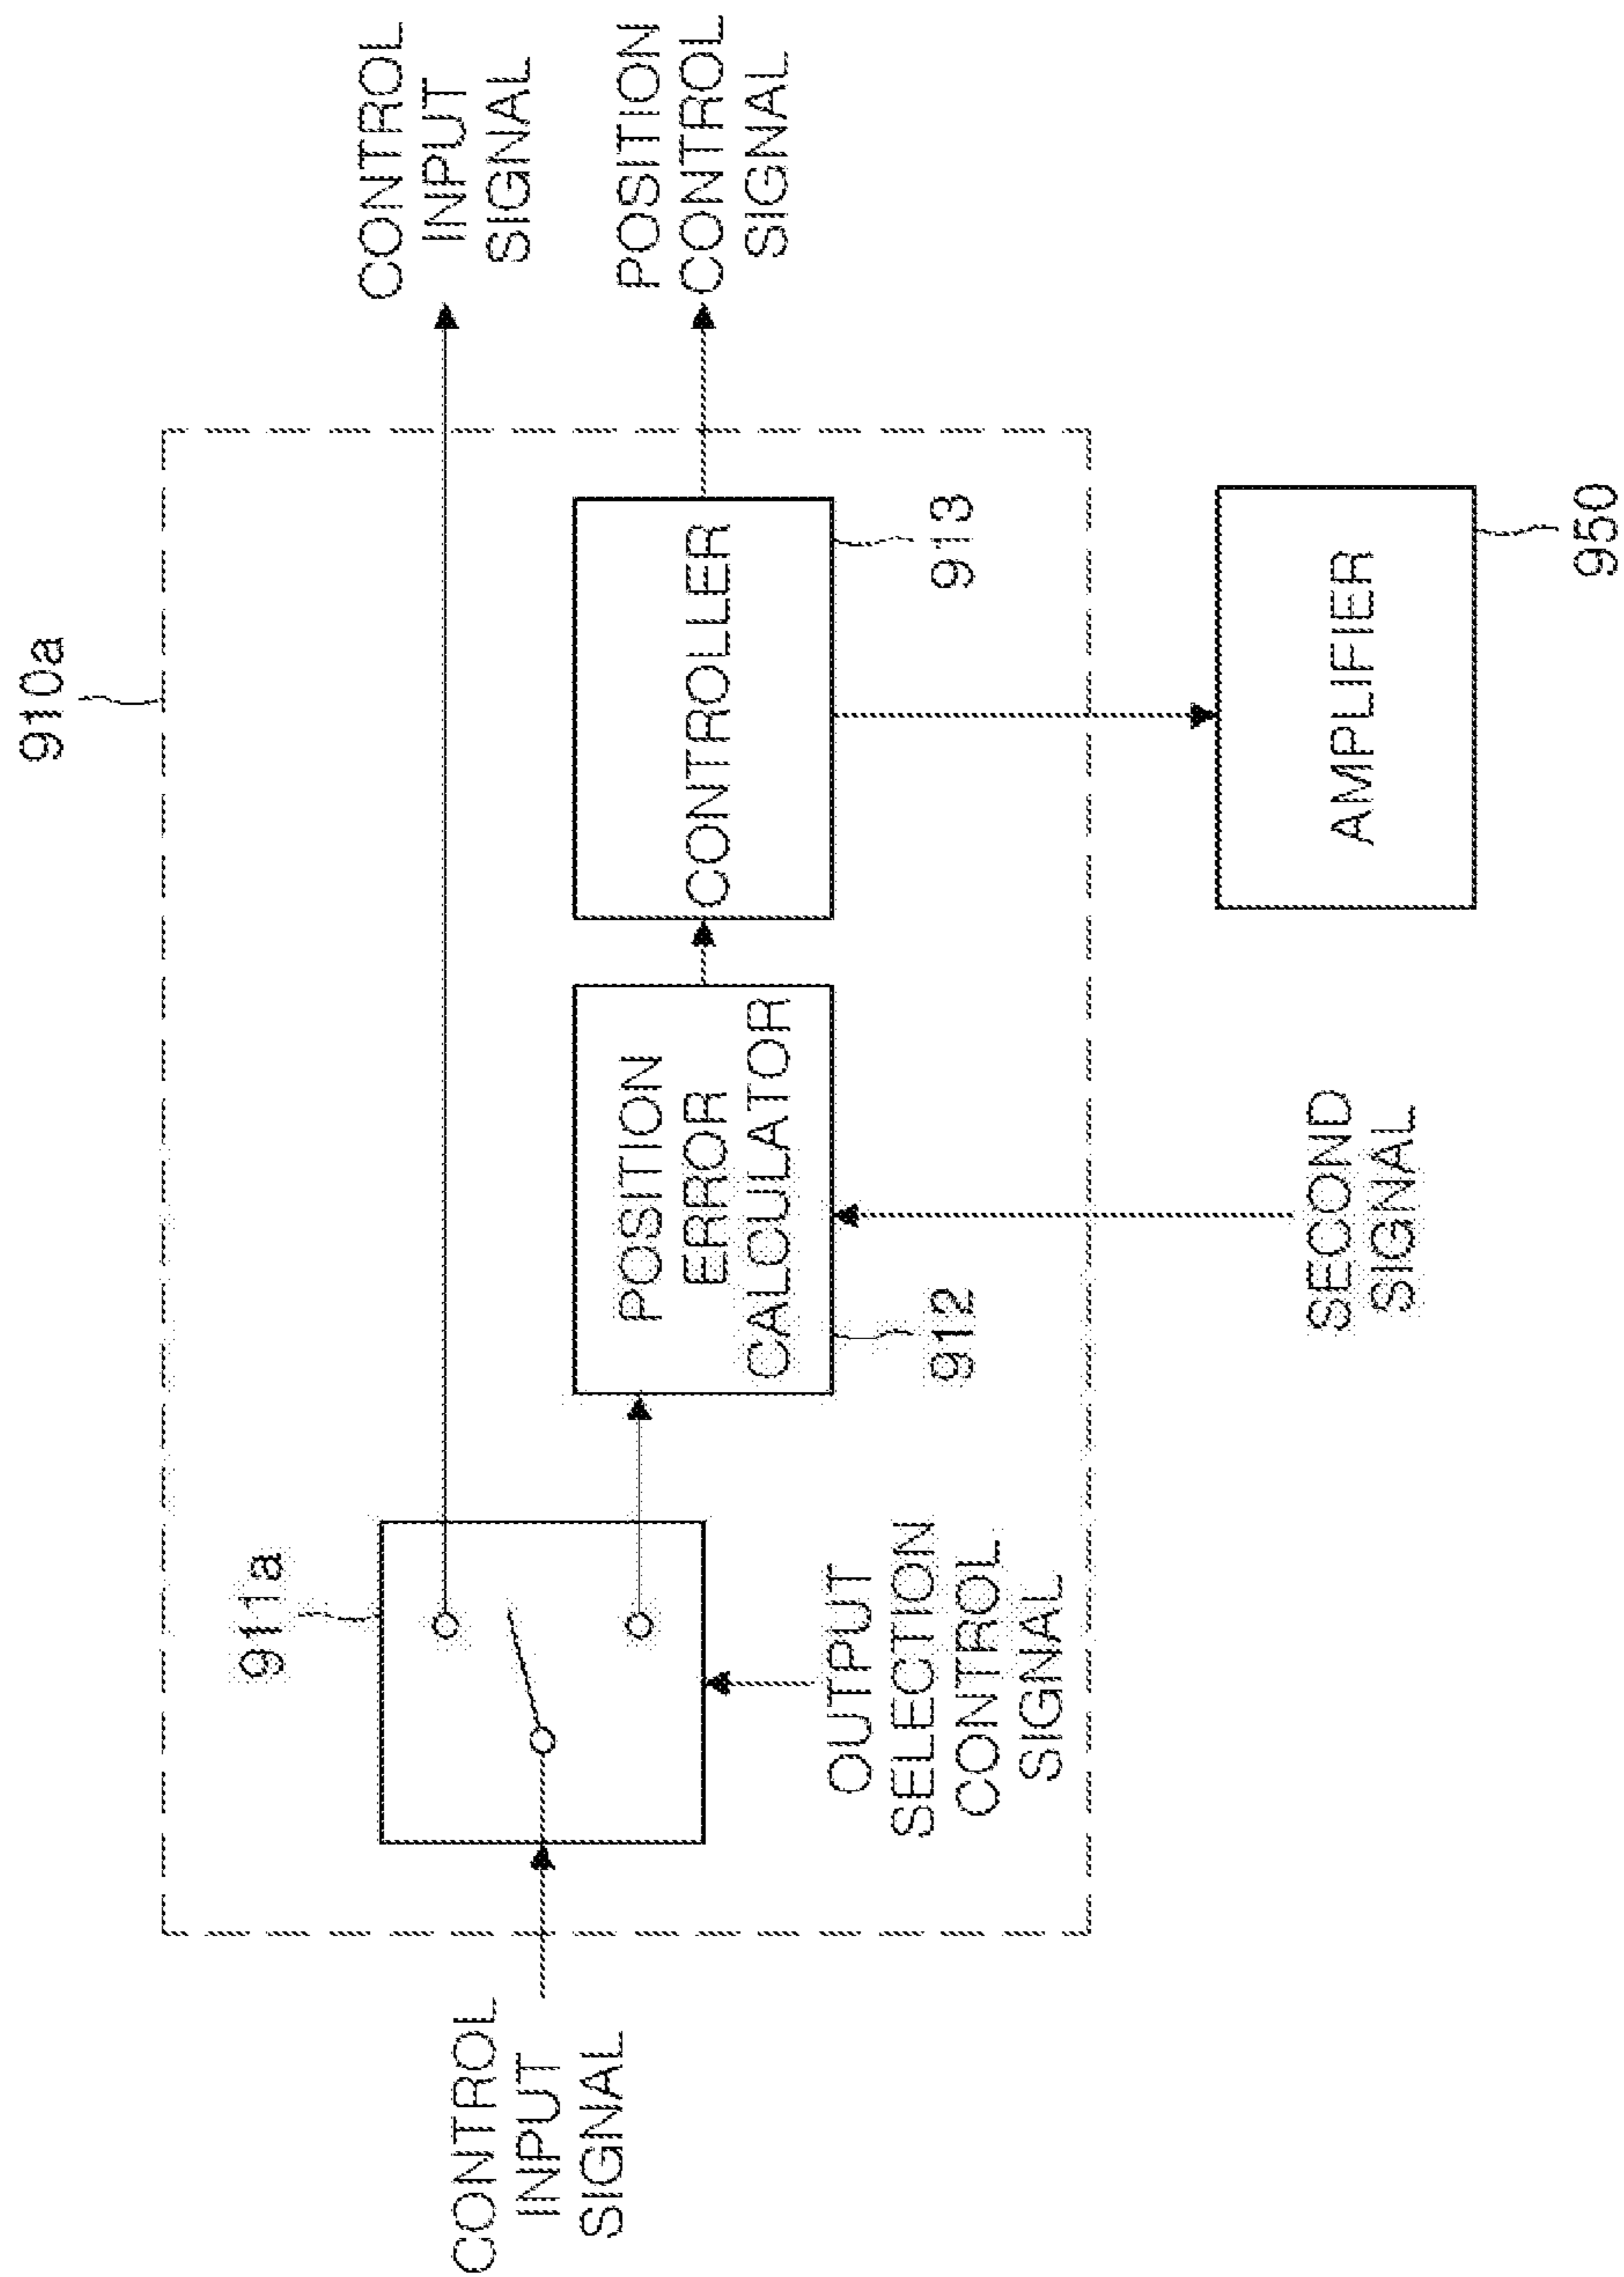 910a
CONTROL
INPUT
SIGNAL
911a
CONTROL
INPUT
SIGNAL
POSITION
ERROR
CALCULATOR
912
CONTROLLER
913
POSITION
CONTROL
SIGNAL
OUTPUT
SELECTION
CONTROL
SIGNAL
SECOND
SIGNAL
AMPLIFIER
950